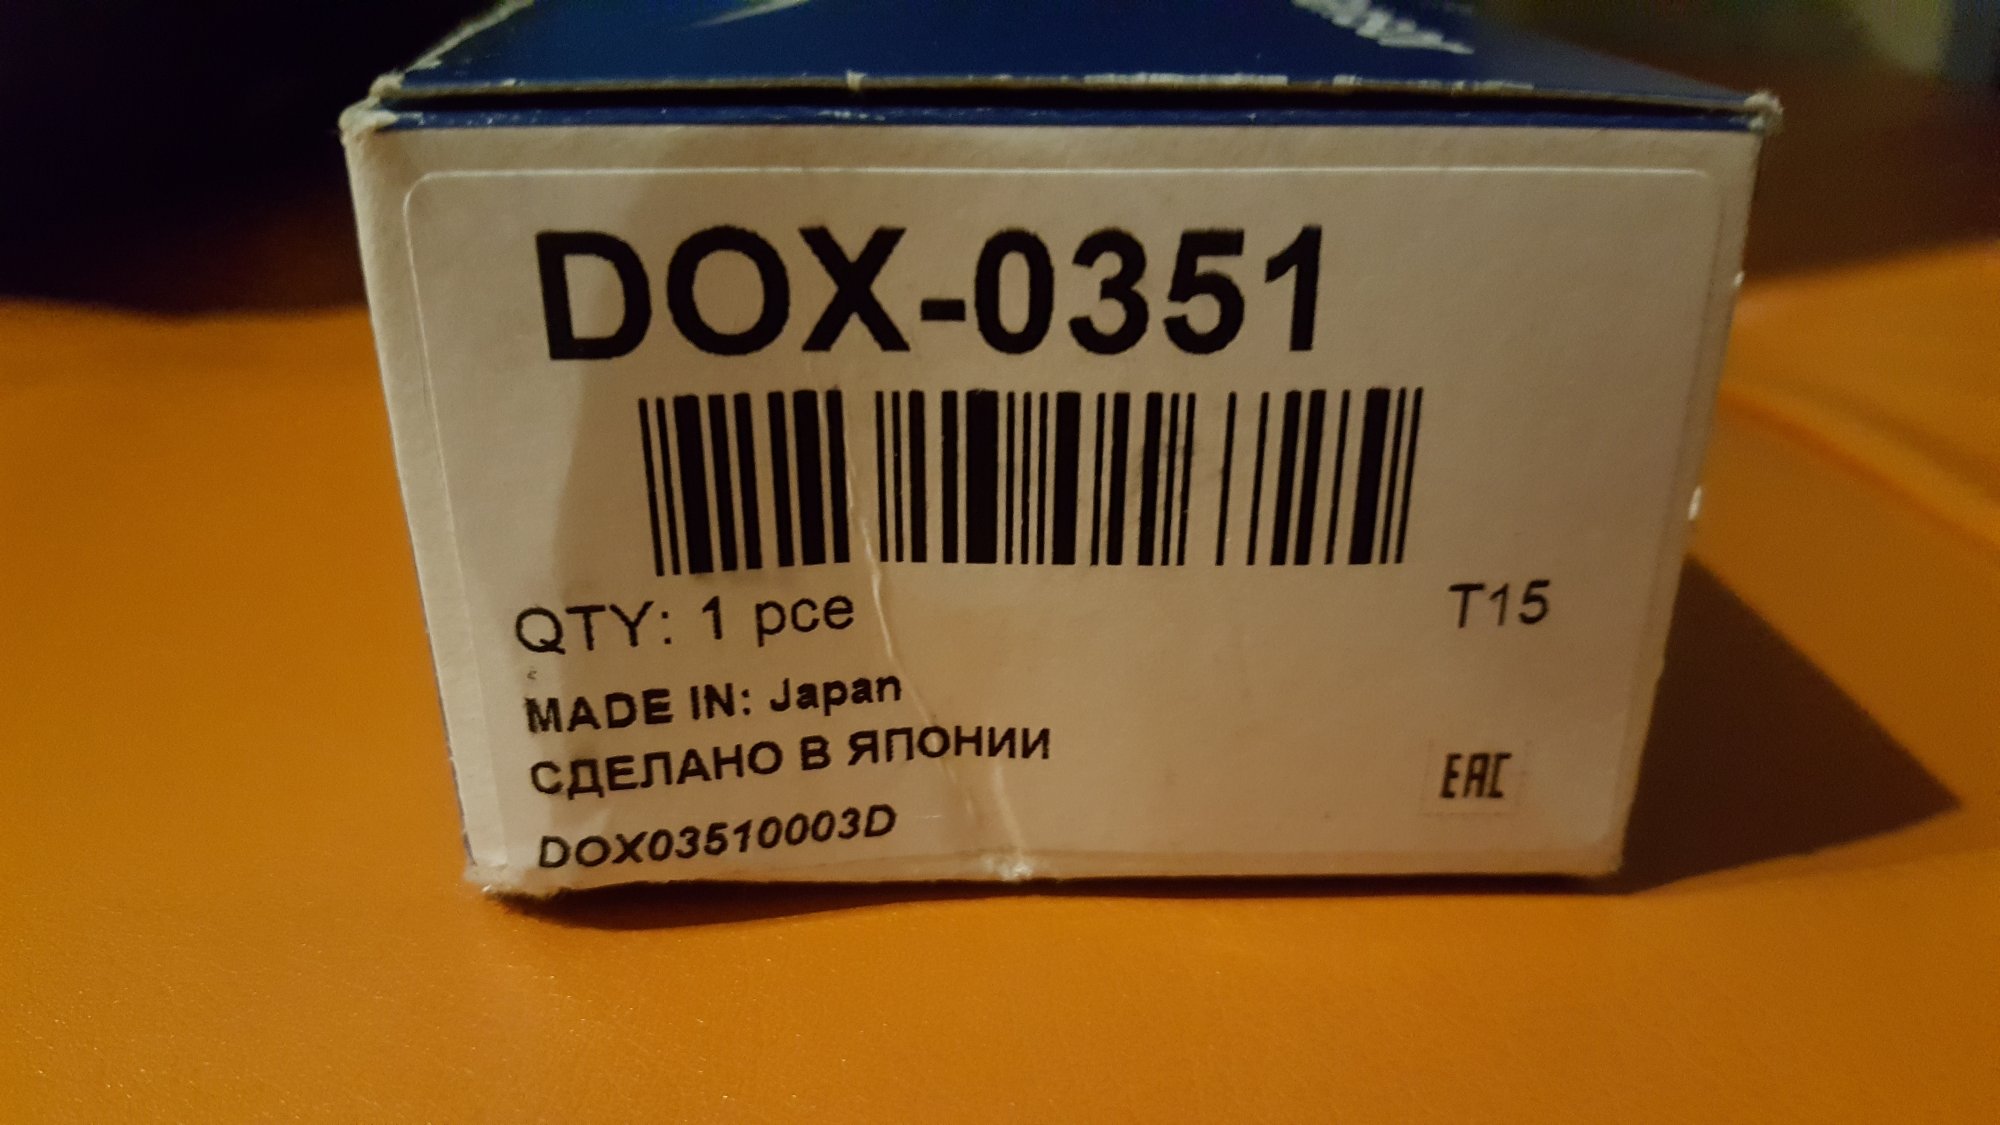 DOX-0351
QTY: 1 pce
T15
MADE IN: Japan
СДЕЛАНО В ЯПОНИИ
EAC
DOX03510003D